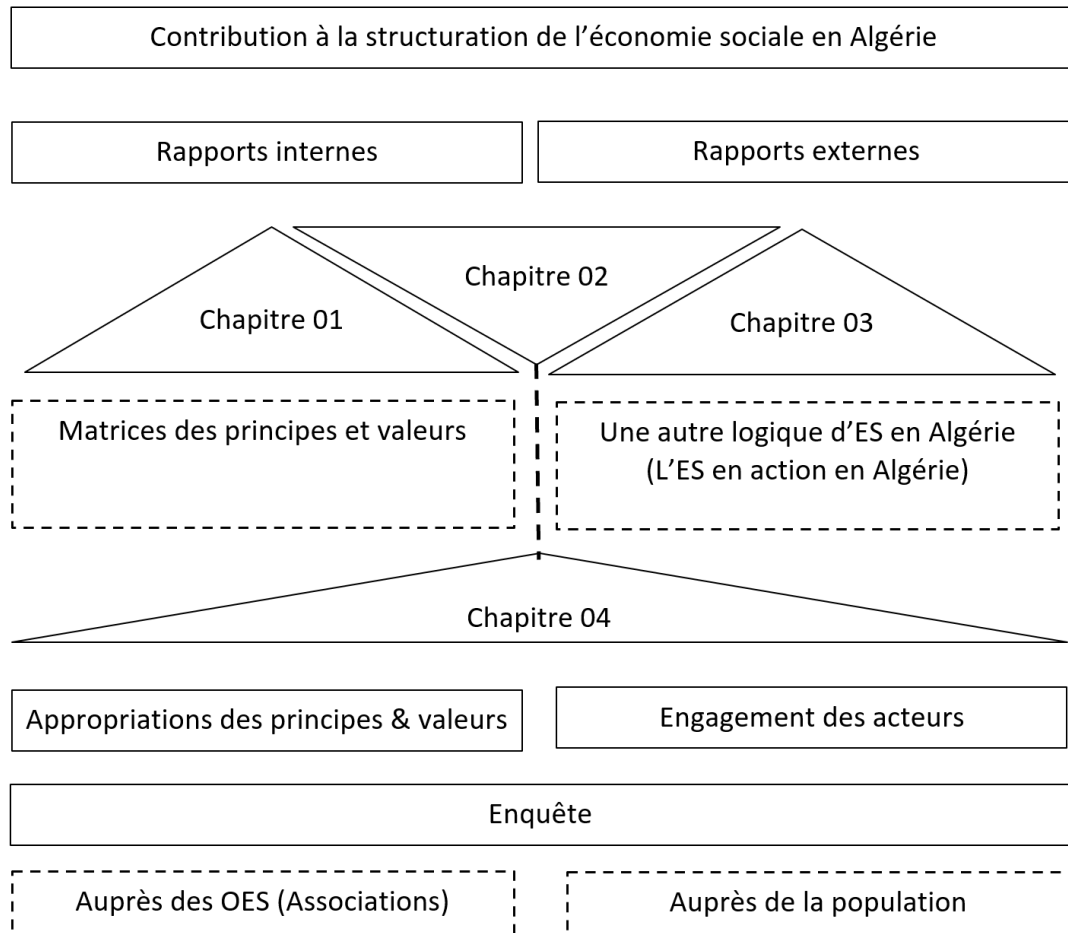 Contribution à la structuration de l’économie sociale en Algérie
Rapports internes
Rapports externes
Chapitre 01
Chapitre 02
Chapitre 03
Matrices des principes et valeurs
Une autre logique d’ES en Algérie
(L’ES en action en Algérie)
Chapitre 04
Appropriations des principes & valeurs
Engagement des acteurs
Enquête
Auprès des OES (Associations)
Auprès de la population